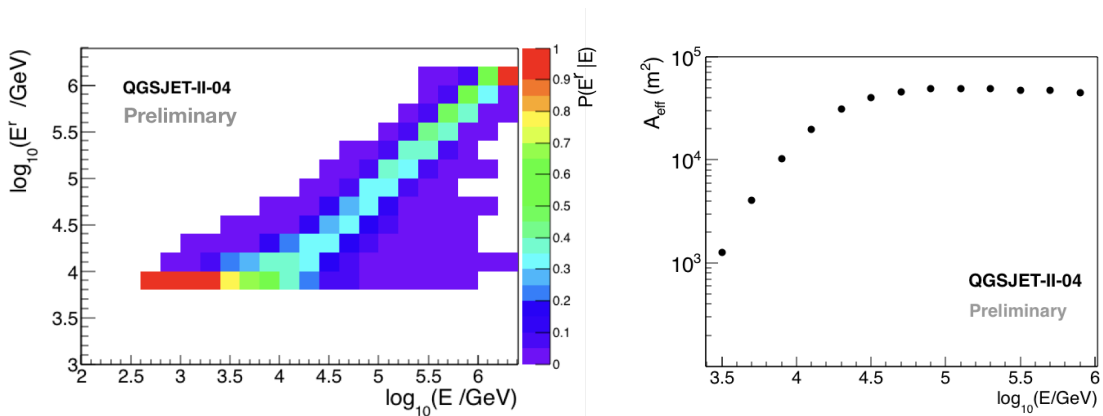 log10(E^r /GeV)
QGSJET-II-04
Preliminary
6
5.5
5
4.5
4
3.5
3
2 2.5 3 3.5 4 4.5 5 5.5 6
log10(E /GeV)
1
0.9
0.8
0.7
0.6
0.5
0.4
0.3
0.2
0.1
0
P(E^r |E)
A_eff (m²)
10⁵
10⁴
10³
QGSJET-II-04
Preliminary
3.5 4 4.5 5 5.5 6
log10(E/GeV)